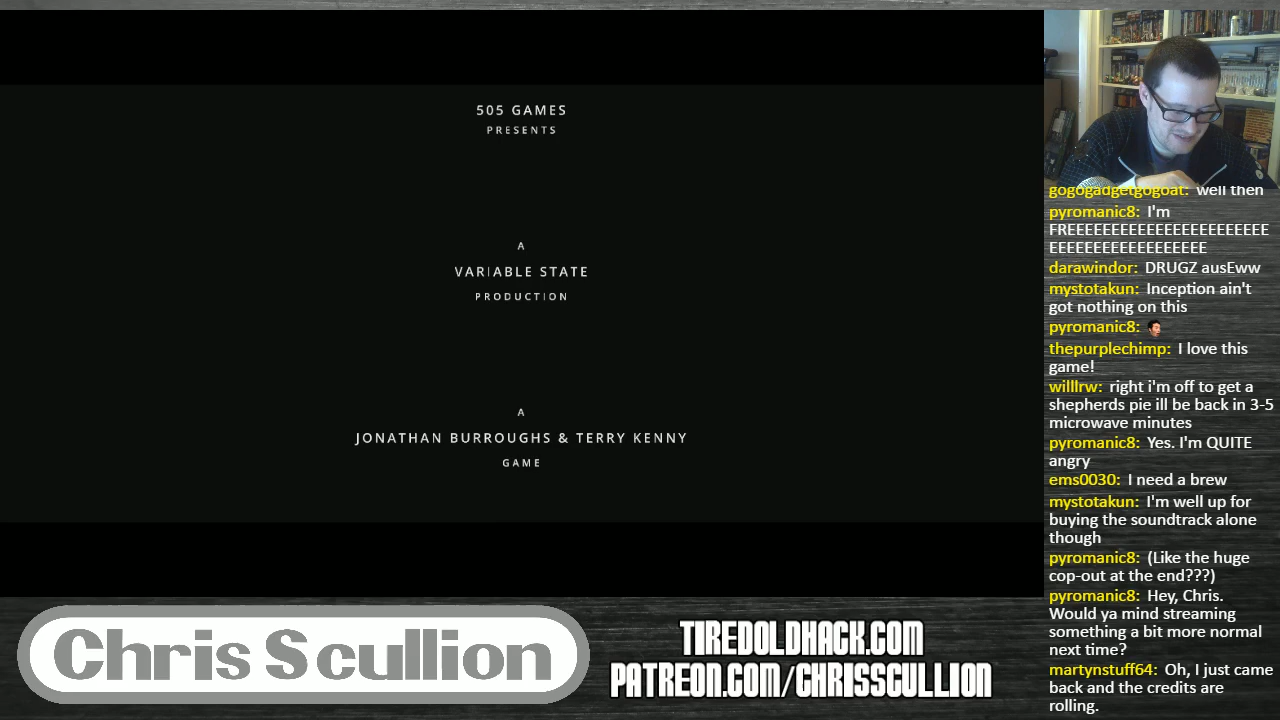 505 GAMES
PRESENTS
A
VARIABLE STATE
PRODUCTION
A
JONATHAN BURROUGHS & TERRY KENNY
GAME
gogogadgetgogoat: well then
pyromanic8: I'm
FREEEEEEEEEEEEEEEEEEEEEEE
EEEEEEEEEEEEEEEEEE
darawindor: DRUGZ ausEww
mystotakun: Inception ain't
got nothing on this
pyromanic8:
thepurplechimp: I love this
game!
willlrw: right i'm off to get a
shepherds pie ill be back in 3-5
microwave minutes
pyromanic8: Yes. I'm QUITE
angry
ems0030: I need a brew
mystotakun: I'm well up for
buying the soundtrack alone
though
pyromanic8: (Like the huge
cop-out at the end???)
pyromanic8: Hey, Chris.
Would ya mind streaming
something a bit more normal
next time?
martynstuff64: Oh, I just came
back and the credits are
rolling.
Chris Scullion
TIREDOLDHACK.COM
PATREON.COM/CHRISSCULLION